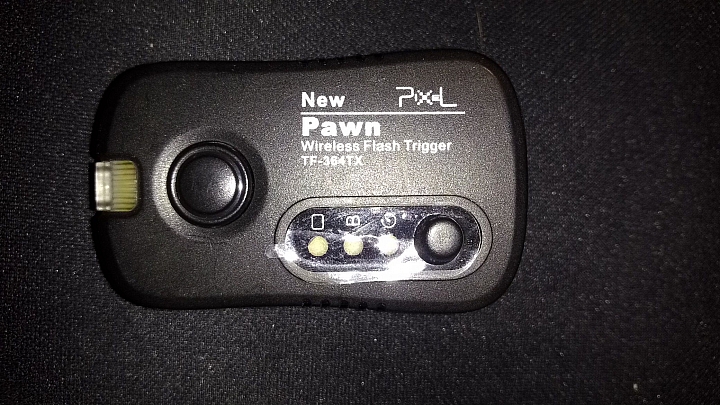 New PIXEL
Pawn
Wireless Flash Trigger
TF-364TX